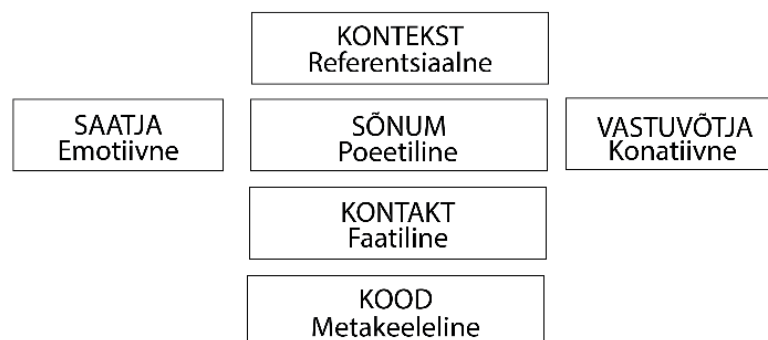 KONTEKST
Referentsiaalne
SAATJA
Emotiivne
SÕNUM
Poeetiline
VASTUVÕTJA
Konatiivne
KONTAKT
Faatiline
KOOD
Metakeeleline